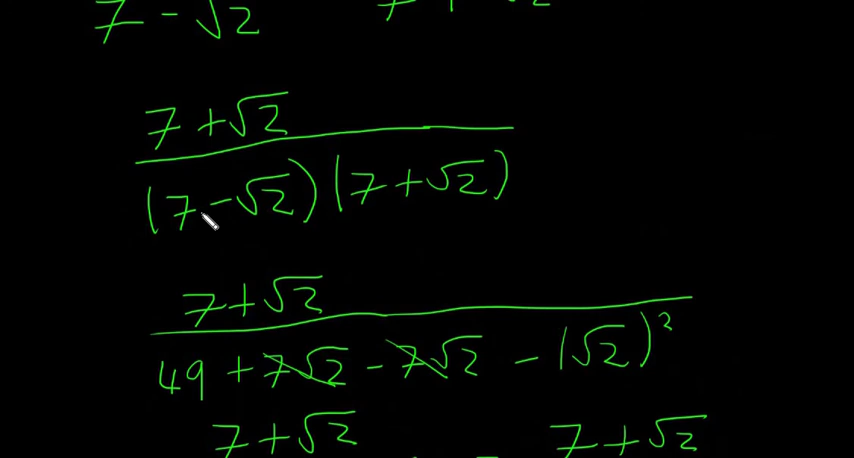 7 - √2
7 + √2
(7 - √2)(7 + √2)
7 + √2
49 + 7√2 - 7√2 - (√2)²
7 + √2 7 + √2